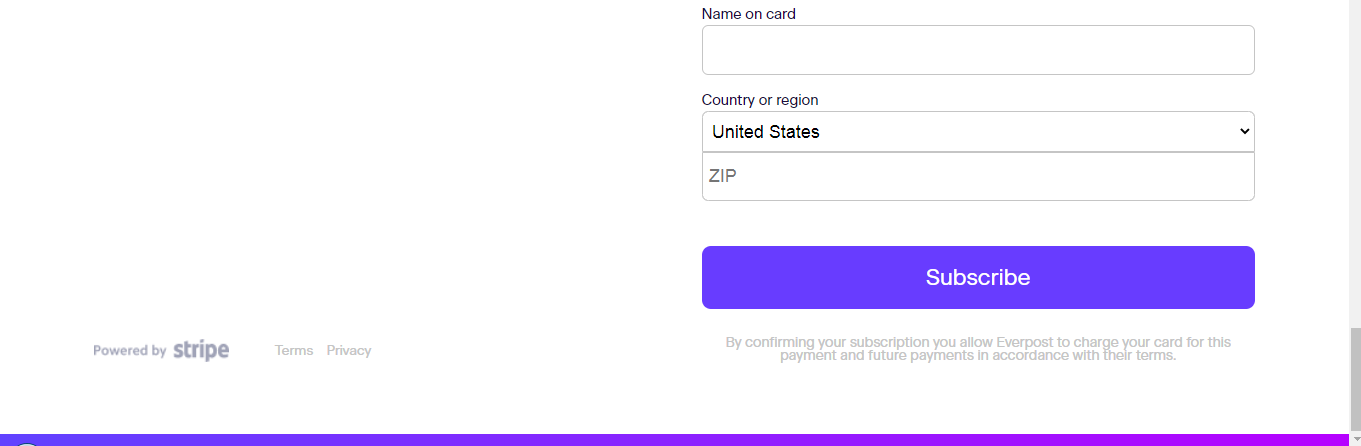 Name on card
Country or region
United States
ZIP
Subscribe
Powered by stripe
Terms Privacy
By confirming your subscription you allow Everpost to charge your card for this
payment and future payments in accordance with their terms.